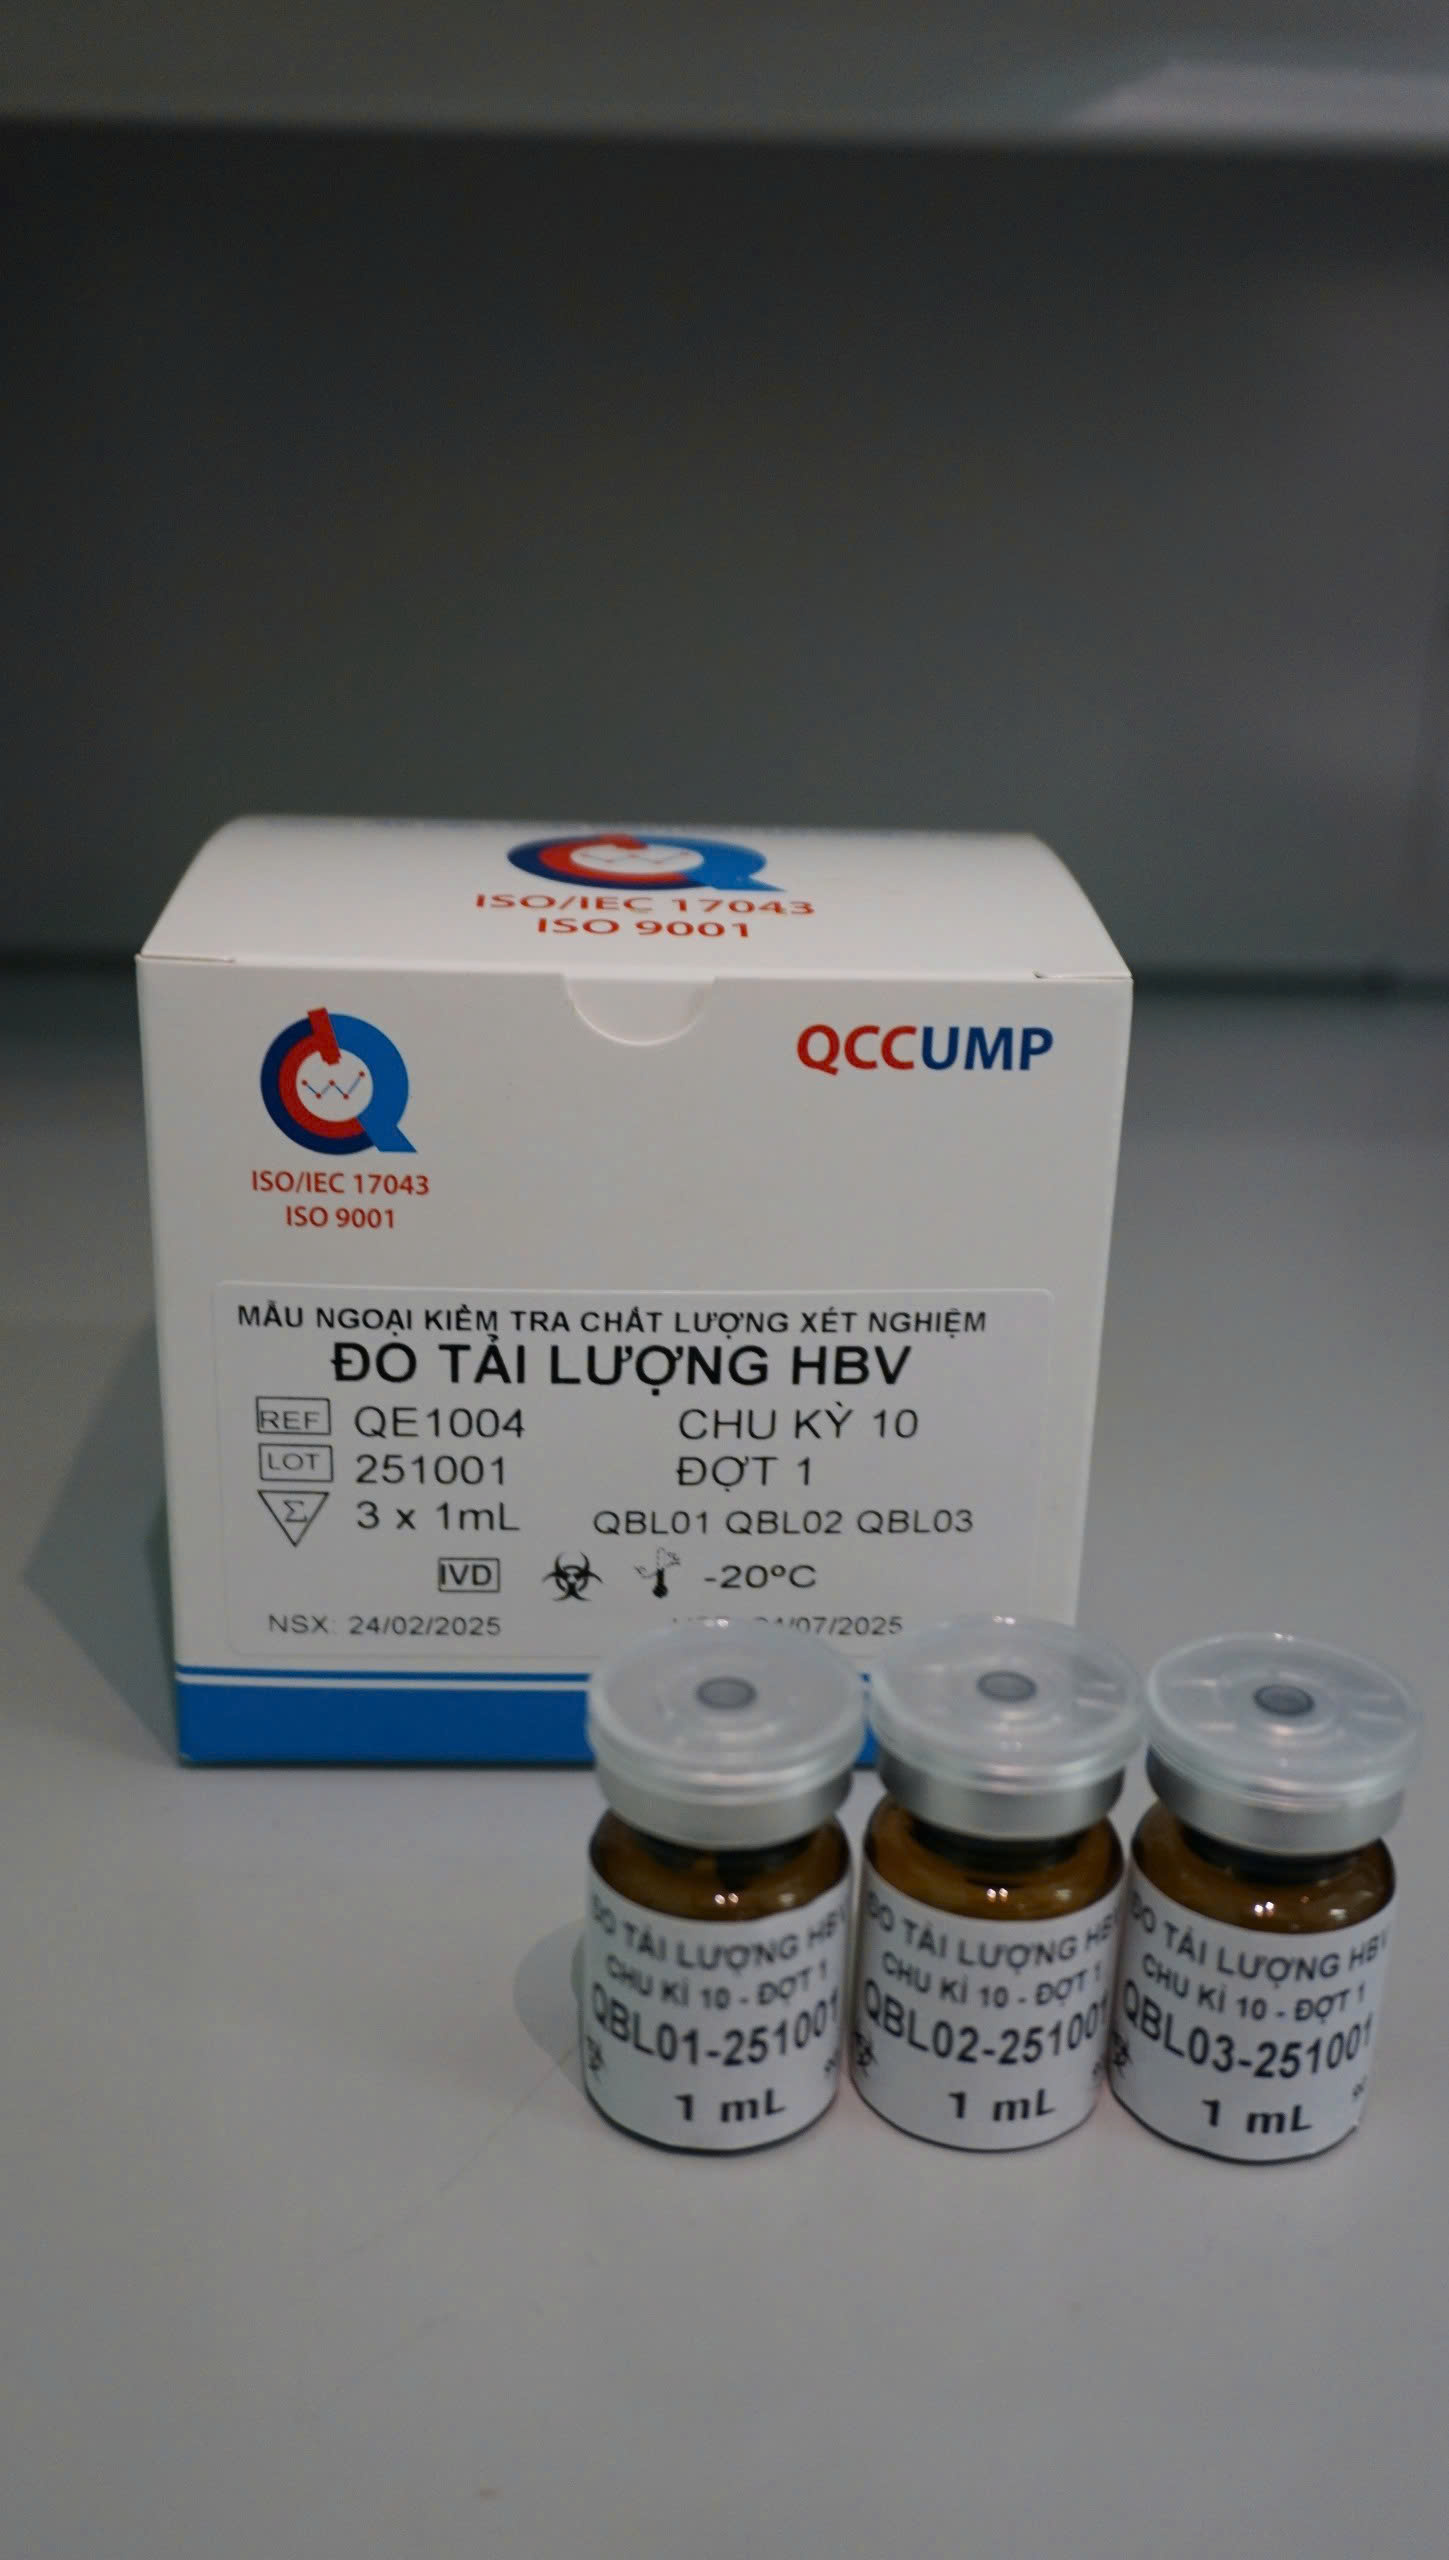 ISO/IEC 17043
ISO 9001
QCCUMP
ISO/IEC 17043
ISO 9001
MẪU NGOẠI KIỂM TRA CHẤT LƯỢNG XÉT NGHIỆM
ĐO TẢI LƯỢNG HBV
REF QE1004 CHU KỲ 10
LOT 251001 ĐỢT 1
Σ 3 x 1mL QBL01 QBL02 QBL03
IVD -20ºC
NSX: 24/02/2025 /07/2025
ĐO TẢI LƯỢNG HBV
CHU KÌ 10 - ĐỢT 1
QBL01-251001
1 mL
ĐO TẢI LƯỢNG HBV
CHU KÌ 10 - ĐỢT 1
QBL02-251001
1 mL
ĐO TẢI LƯỢNG HBV
CHU KÌ 10 - ĐỢT 1
QBL03-251001
1 mL